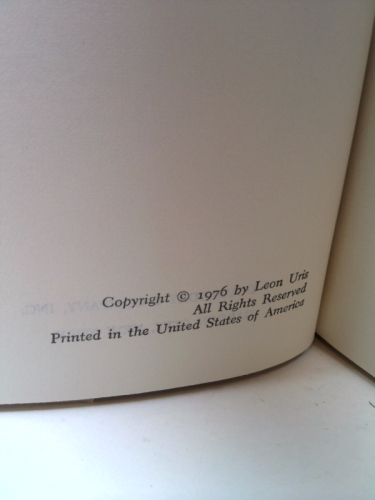 Copyright © 1976 by Leon Uris
All Rights Reserved
Printed in the United States of America